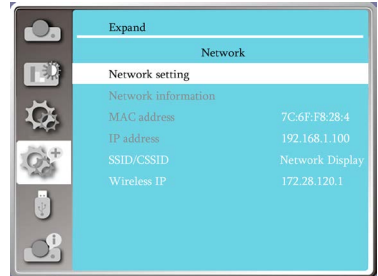 Expand
Network
Network setting
Network information
MAC address 7C:6F:F8:28:4
IP address 192.168.1.100
SSID/CSSID Network Display
Wireless IP 172.28.120.1